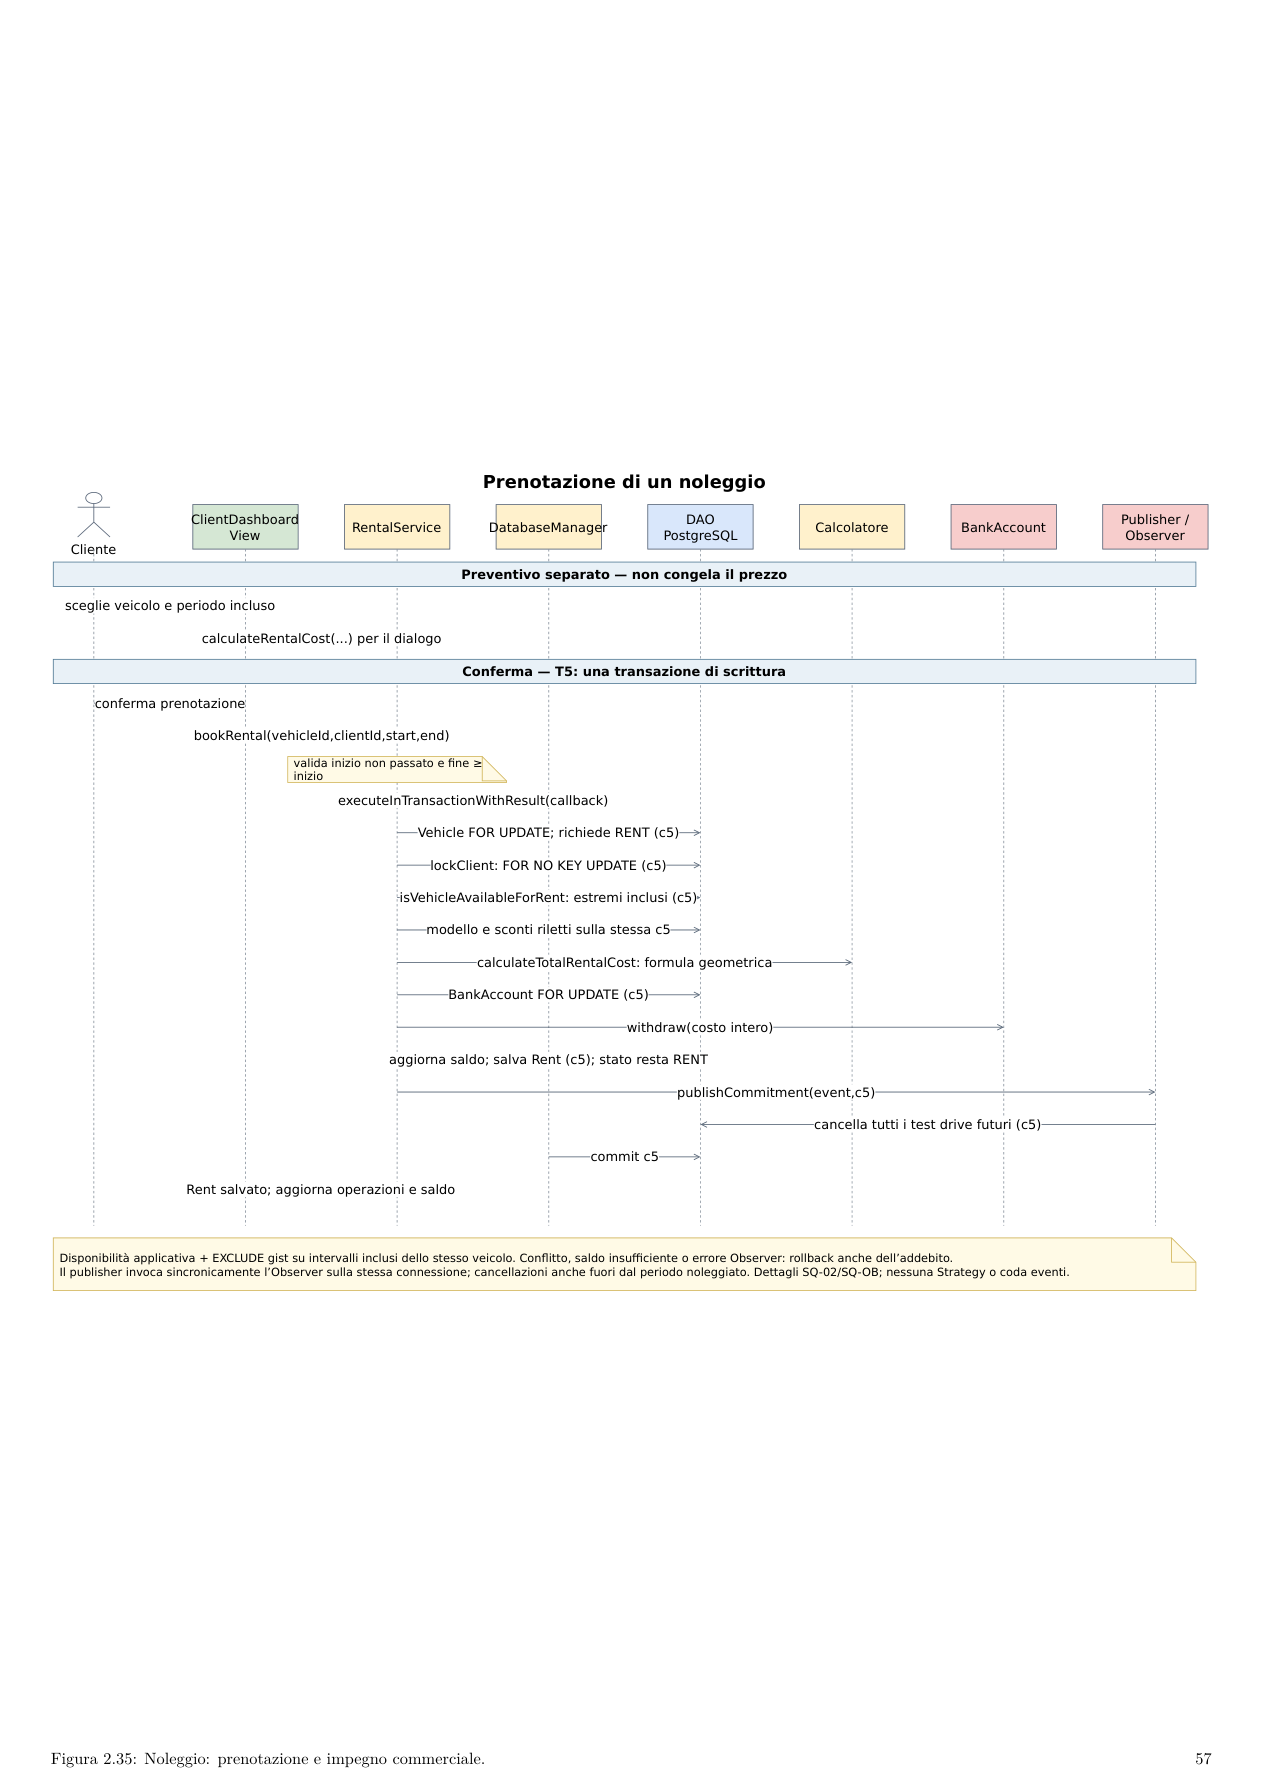 Prenotazione di un noleggio
Cliente
ClientDashboard
View
RentalService
DatabaseManager
DAO
PostgreSQL
Calcolatore
BankAccount
Publisher /
Observer
Preventivo separato — non congela il prezzo
sceglie veicolo e periodo incluso
calculateRentalCost(...) per il dialogo
Conferma — T5: una transazione di scrittura
conferma prenotazione
bookRental(vehicleId,clientId,start,end)
valida inizio non passato e fine ≥
inizio
executeInTransactionWithResult(callback)
Vehicle FOR UPDATE; richiede RENT (c5)
lockClient: FOR NO KEY UPDATE (c5)
isVehicleAvailableForRent: estremi inclusi (c5)
modello e sconti riletti sulla stessa c5
calculateTotalRentalCost: formula geometrica
BankAccount FOR UPDATE (c5)
withdraw(costo intero)
aggiorna saldo; salva Rent (c5); stato resta RENT
publishCommitment(event,c5)
cancella tutti i test drive futuri (c5)
commit c5
Rent salvato; aggiorna operazioni e saldo
Disponibilità applicativa + EXCLUDE gist su intervalli inclusi dello stesso veicolo. Conflitto, saldo insufficiente o errore Observer: rollback anche dell’addebito.
Il publisher invoca sincronicamente l’Observer sulla stessa connessione; cancellazioni anche fuori dal periodo noleggiato. Dettagli SQ-02/SQ-OB; nessuna Strategy o coda eventi.
Figura 2.35: Noleggio: prenotazione e impegno commerciale.
57